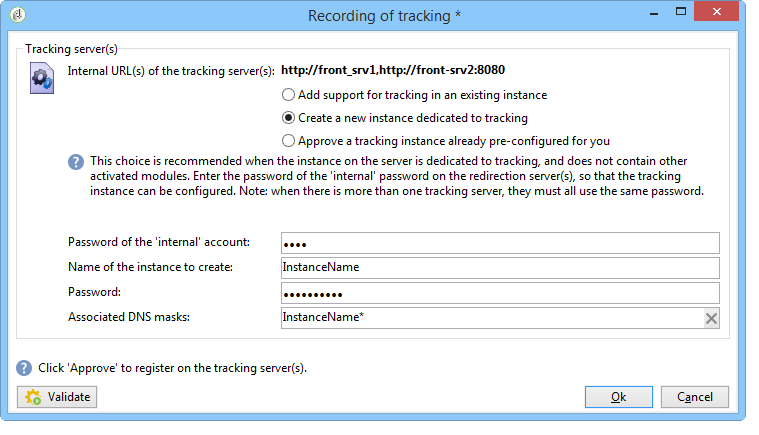 Recording of tracking *
Tracking server(s)
Internal URL(s) of the tracking server(s): http://front_srv1,http://front-srv2:8080
Add support for tracking in an existing instance
Create a new instance dedicated to tracking
Approve a tracking instance already pre-configured for you
This choice is recommended when the instance on the server is dedicated to tracking, and does not contain other
activated modules. Enter the password of the 'internal' password on the redirection server(s), so that the tracking
instance can be configured. Note: when there is more than one tracking server, they must all use the same password.
Password of the 'internal' account: ••••
Name of the instance to create: InstanceName
Password: ••••••••••
Associated DNS masks: InstanceName*
Click 'Approve' to register on the tracking server(s).
Validate Ok Cancel